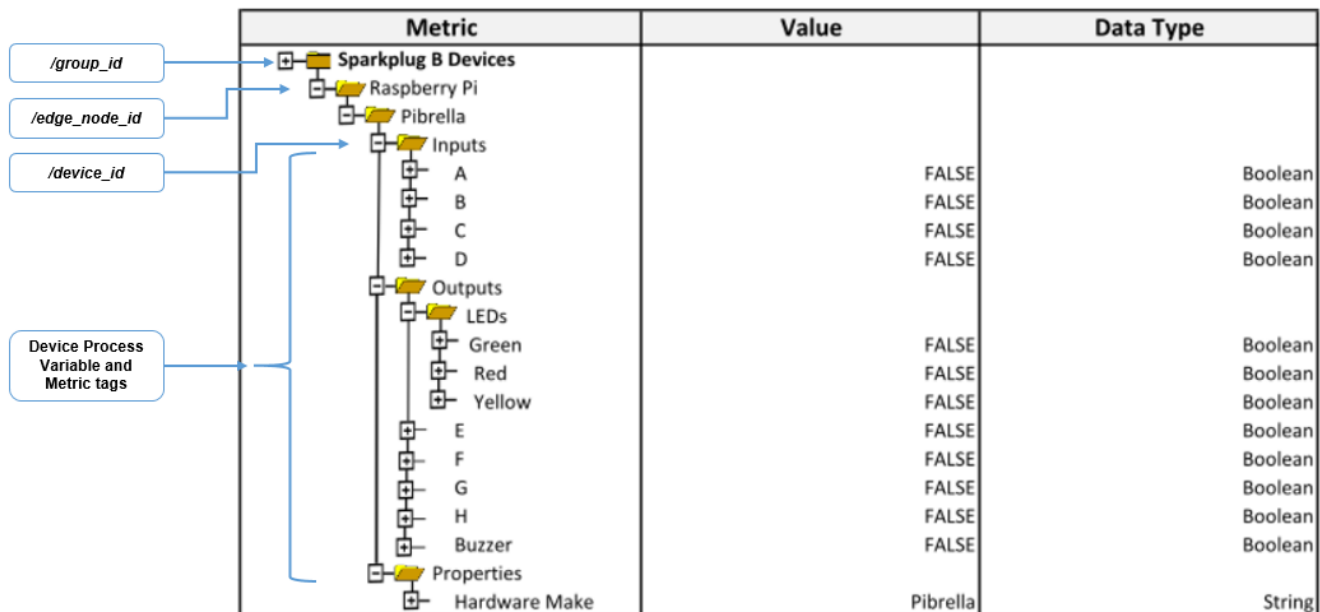 Metric Value Data Type
/group_id
Sparkplug B Devices
Raspberry Pi
/edge_node_id
Pibrella
Inputs
/device_id
A FALSE Boolean
B FALSE Boolean
C FALSE Boolean
D FALSE Boolean
Outputs
LEDs
Device Process
Variable and
Metric tags
Green FALSE Boolean
Red FALSE Boolean
Yellow FALSE Boolean
E FALSE Boolean
F FALSE Boolean
G FALSE Boolean
H FALSE Boolean
Buzzer FALSE Boolean
Properties
Hardware Make Pibrella String